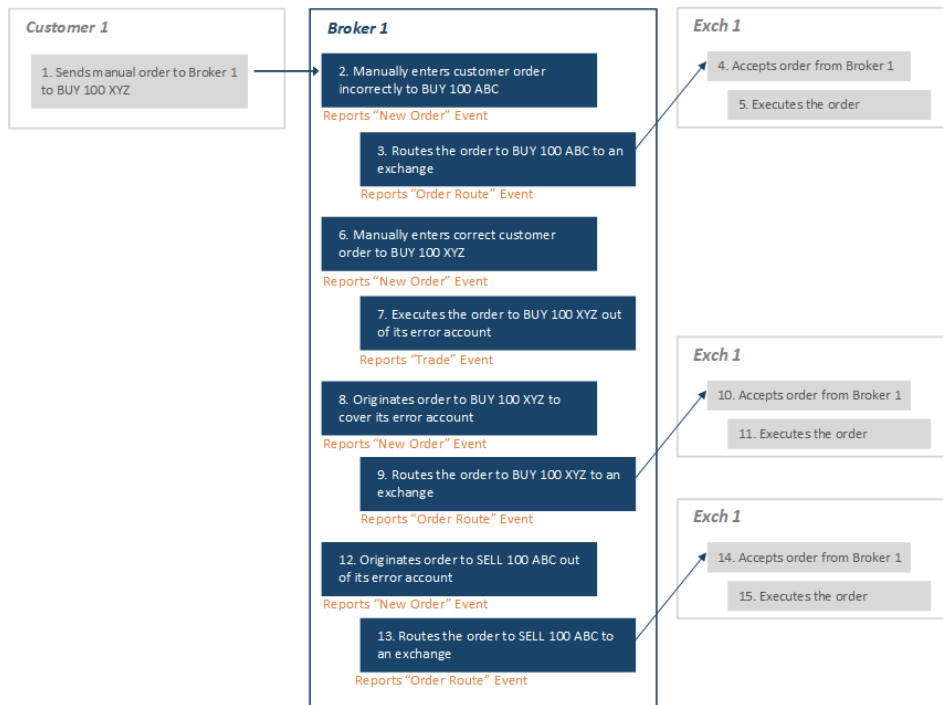 Customer 1
1. Sends manual order to Broker 1
to BUY 100 XYZ
Broker 1
2. Manually enters customer order
incorrectly to BUY 100 ABC
Reports “New Order” Event
3. Routes the order to BUY 100 ABC to an
exchange
Reports “Order Route” Event
Exch 1
4. Accepts order from Broker 1
5. Executes the order
6. Manually enters correct customer
order to BUY 100 XYZ
Reports “New Order” Event
7. Executes the order to BUY 100 XYZ out
of its error account
Reports “Trade” Event
8. Originates order to BUY 100 XYZ to
cover its error account
Reports “New Order” Event
9. Routes the order to BUY 100 XYZ to an
exchange
Reports “Order Route” Event
Exch 1
10. Accepts order from Broker 1
11. Executes the order
12. Originates order to SELL 100 ABC out
of its error account
Reports “New Order” Event
13. Routes the order to SELL 100 ABC to
an exchange
Reports “Order Route” Event
Exch 1
14. Accepts order from Broker 1
15. Executes the order